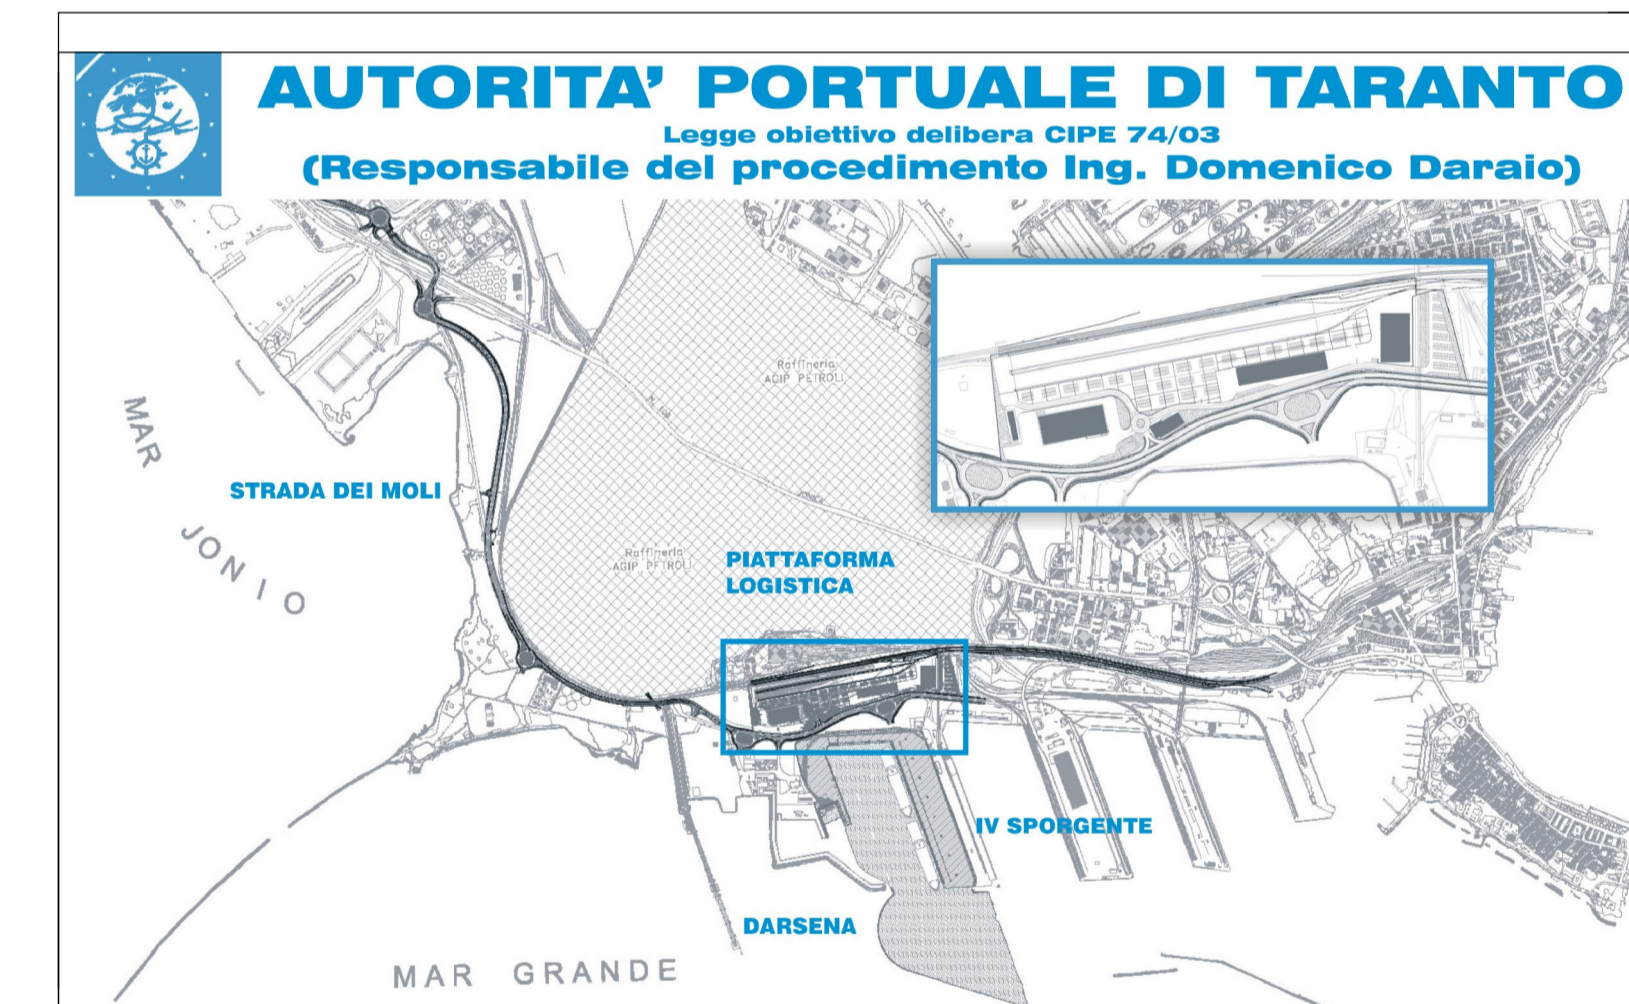 AUTORITA' PORTUALE DI TARANTO
Legge obiettivo delibera CIPE 74/03
(Responsabile del procedimento Ing. Domenico Daraio)
Raffineria
AGIP PETROLI
MAR
JONIO
STRADA DEI MOLI
JONICA
Raffineria
AGIP PETROLI
PIATTAFORMA
LOGISTICA
IV SPORGENTE
DARSENA
MAR GRANDE